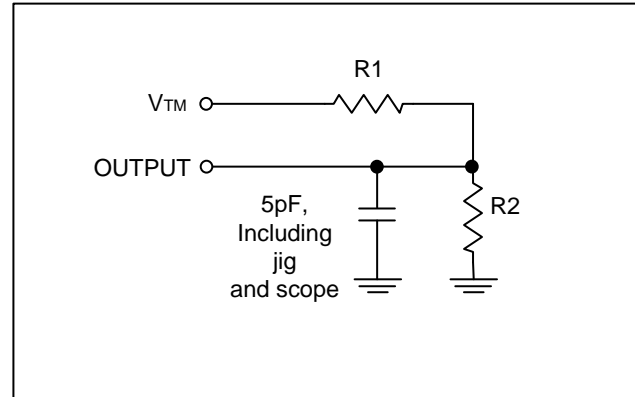 R1
VTM
OUTPUT
5pF,
Including
jig
and scope
R2